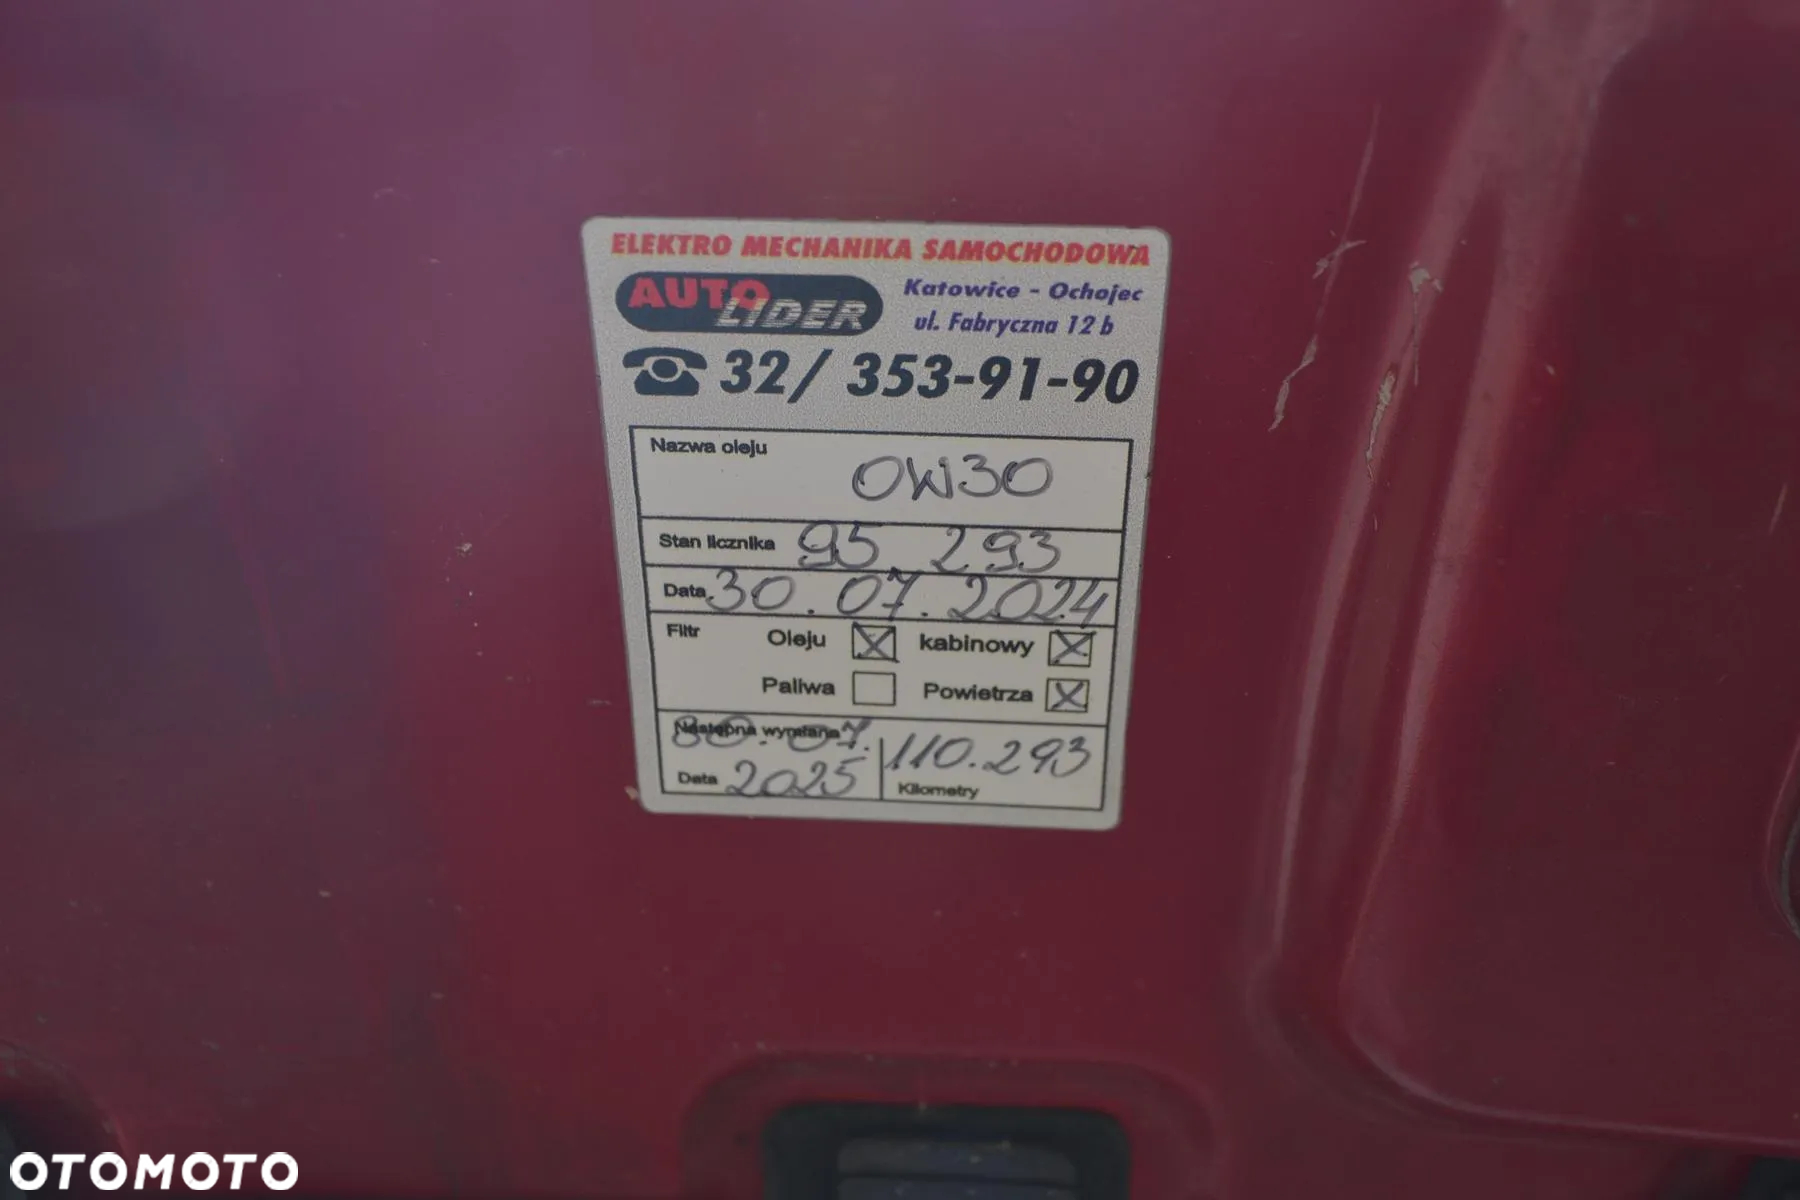 ELEKTRO MECHANIKA SAMOCHODOWA
AUTO LIDER
Katowice - Ochojec
ul. Fabryczna 12 b
32/ 353-91-90
Nazwa oleju 0W30
Stan licznika 95 293
Data 30.07.2024
Filtr Oleju X kabinowy X
Paliwa Powietrza X
Następna wymiana 30.07.
Data 2025 110.293
Kilometry
OTOMOTO